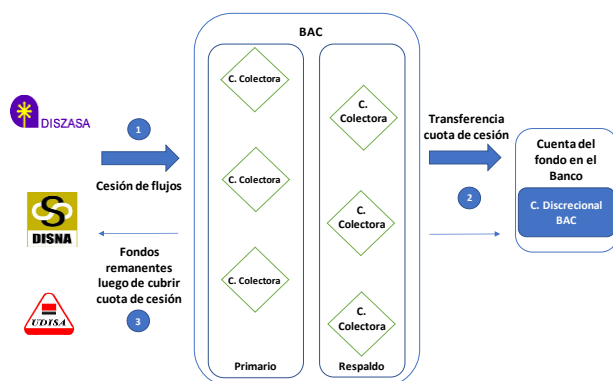 BAC
DISZASA
1
Cesión de flujos
DISNA
Fondos
remanentes
luego de cubrir
cuota de cesión
3
UDISA
C. Colectora
C. Colectora
C. Colectora
Primario
C.
Colectora
C.
Colectora
C.
Colectora
Respaldo
Transferencia
cuota de cesión
2
Cuenta del
fondo en el
Banco
C. Discrecional
BAC